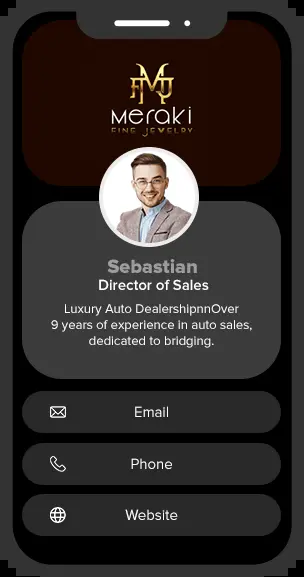 FMU
Meraki
FINE JEWELRY
Sebastian
Director of Sales
Luxury Auto DealershipnnOver
9 years of experience in auto sales,
dedicated to bridging.
Email
Phone
Website